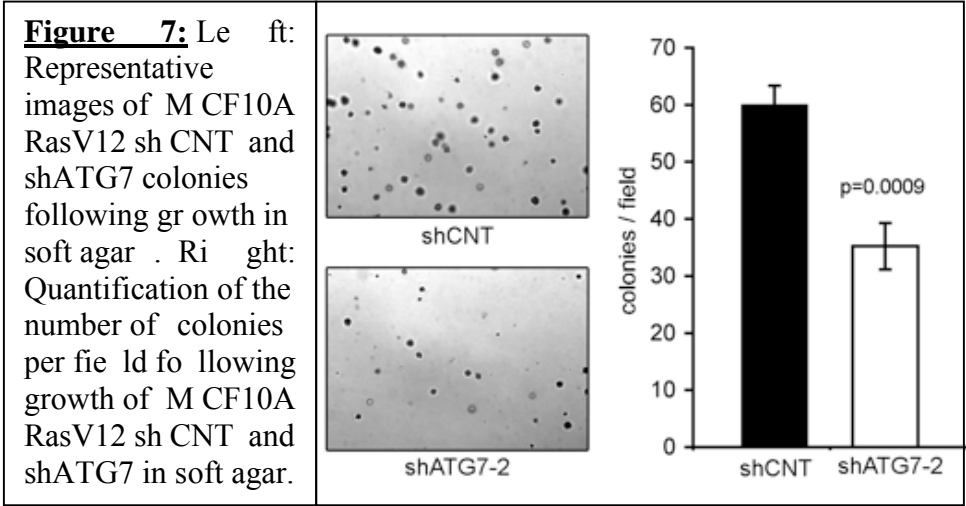 Figure 7: Le ft:
Representative
images of M CF10A
RasV12 sh CNT and
shATG7 colonies
following gr owth in
soft agar . Ri ght:
Quantification of the
number of colonies
per fie ld fo llowing
growth of M CF10A
RasV12 sh CNT and
shATG7 in soft agar.
shCNT
shATG7-2
colonies / field
70
60
50
40
30
20
10
0
p=0.0009
shCNT shATG7-2